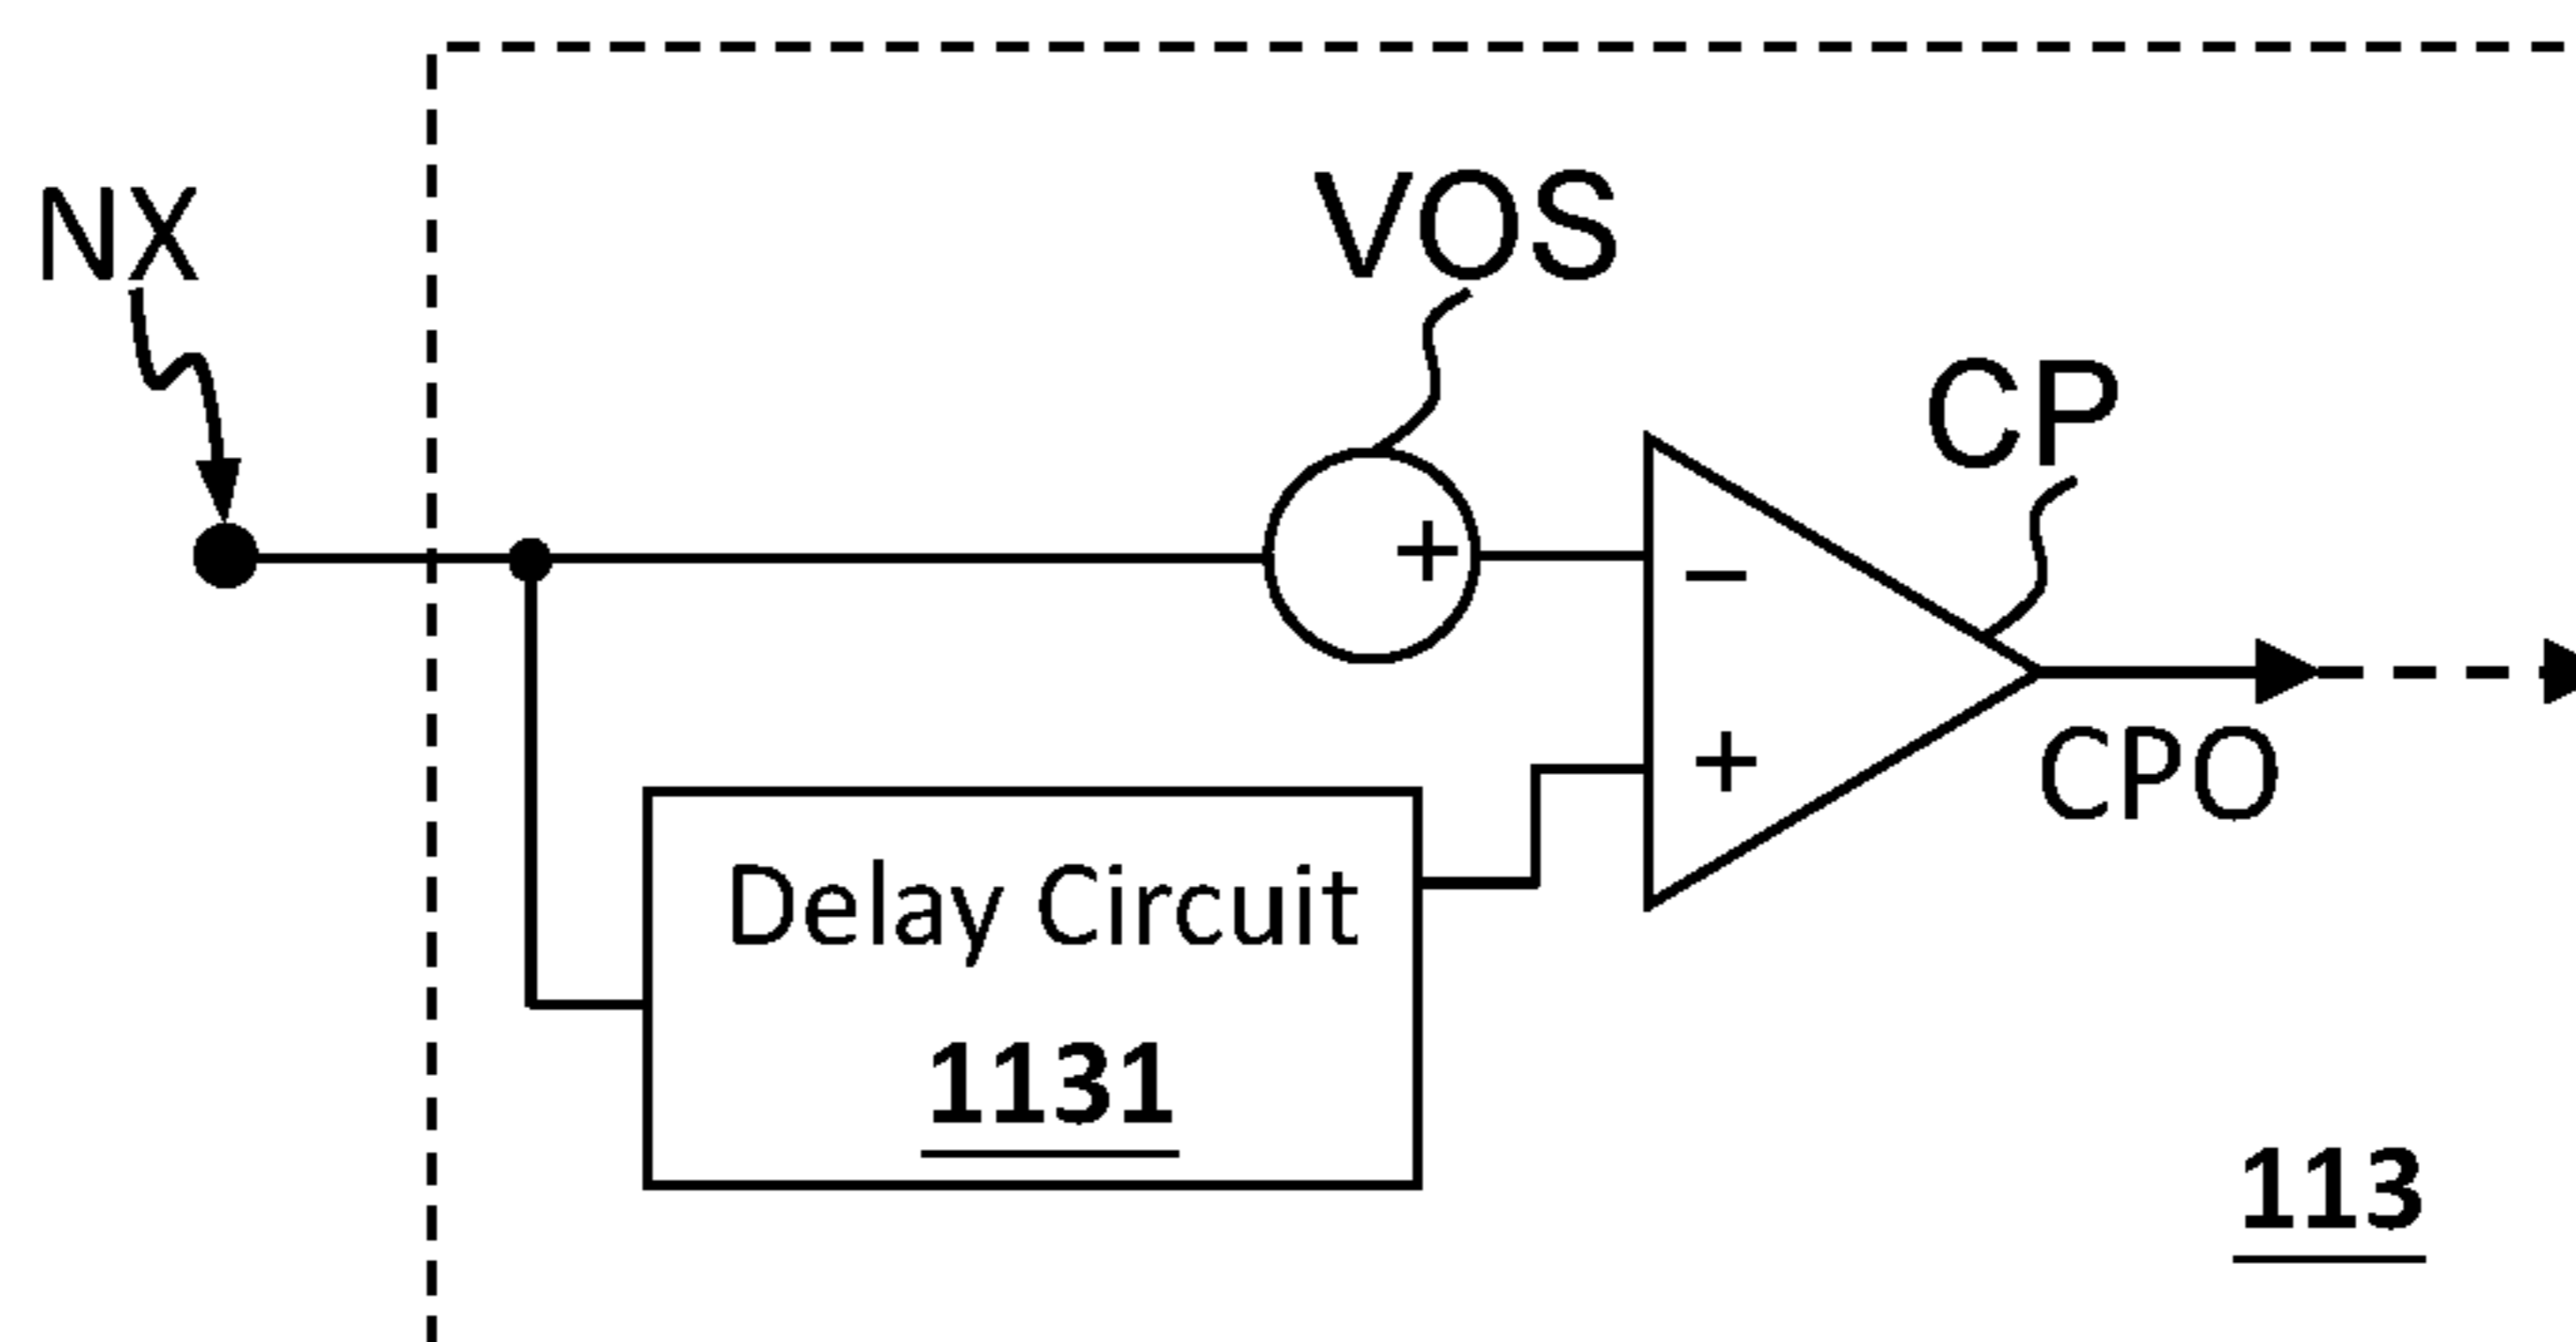 NX
VOS
CP
+
−
+
CPO
Delay Circuit
1131
113